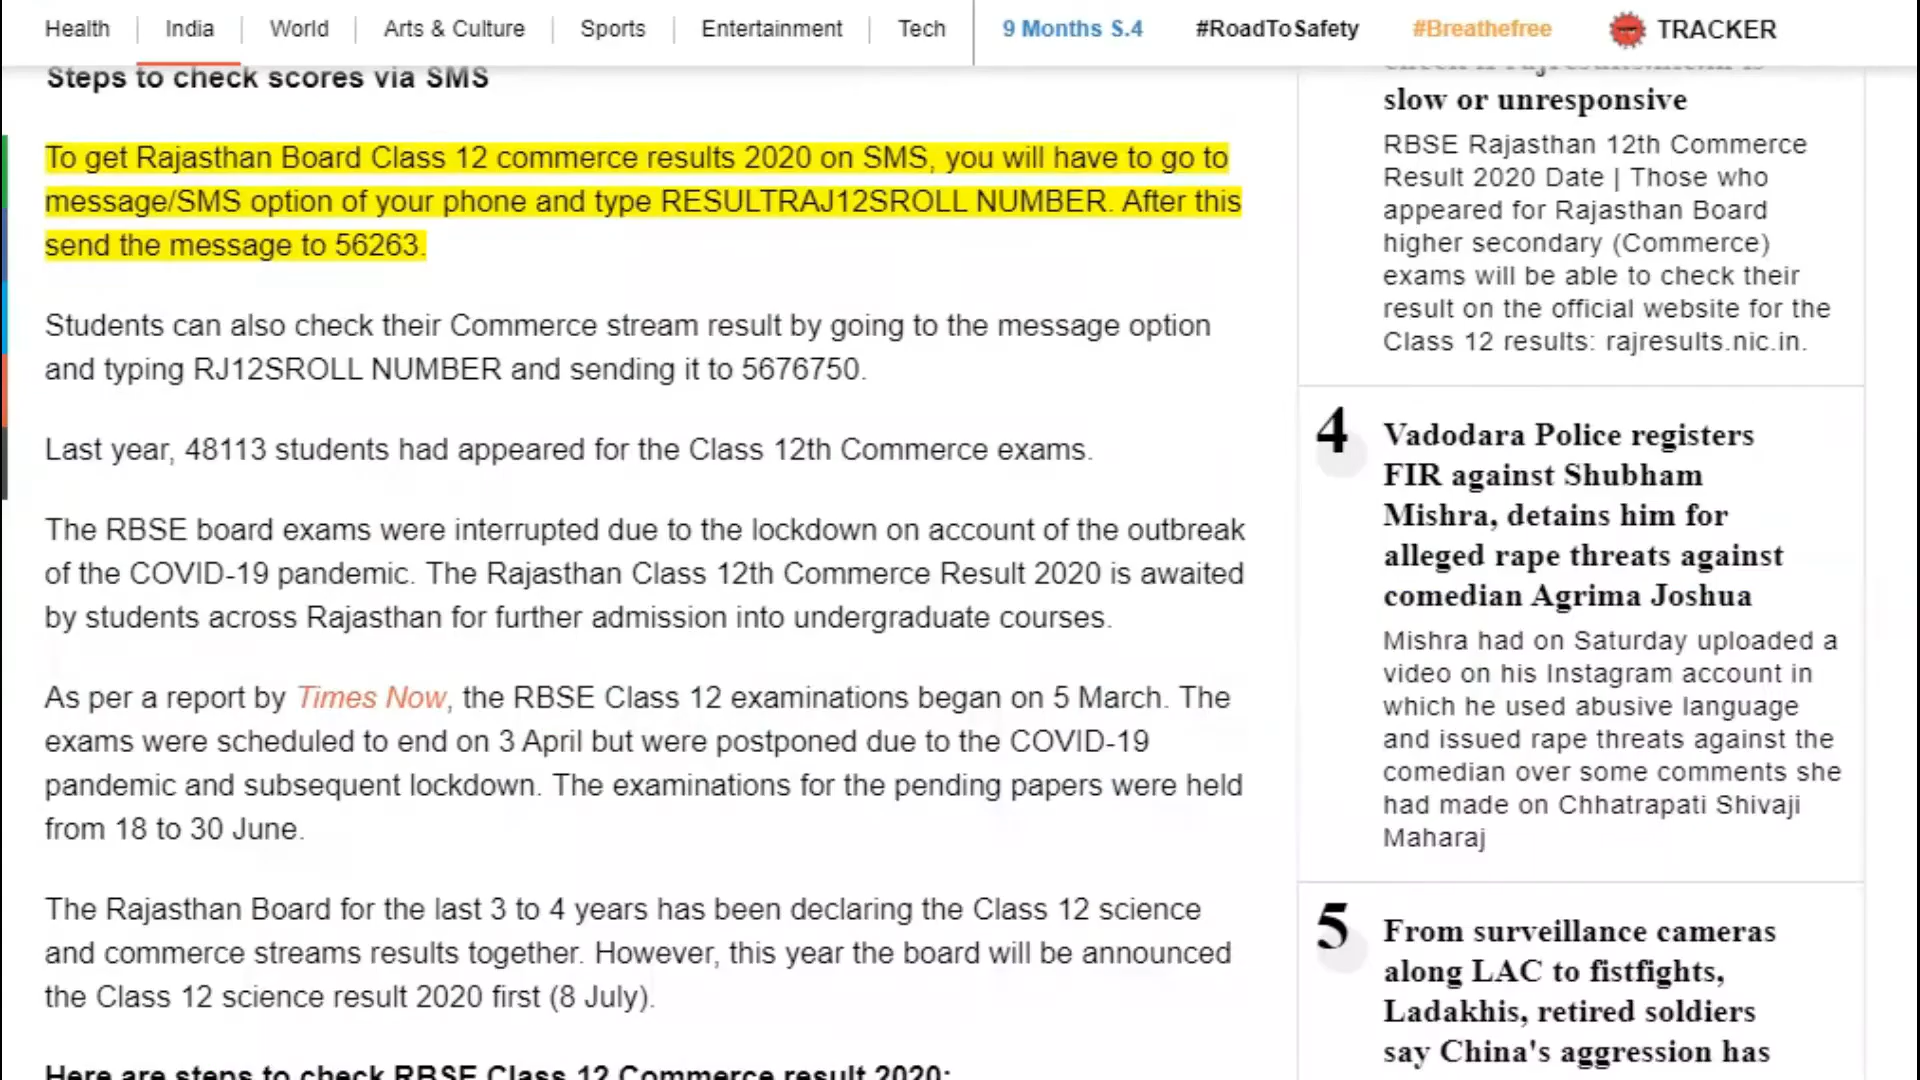 Health
India
World
Arts & Culture
Sports
Entertainment
Tech
9 Months S.4
#RoadToSafety
#Breathefree
TRACKER
Steps to check scores via SMS
To get Rajasthan Board Class 12 commerce results 2020 on SMS, you will have to go to
message/SMS option of your phone and type RESULTRAJ12SROLL NUMBER. After this
send the message to 56263.
Students can also check their Commerce stream result by going to the message option
and typing RJ12SROLL NUMBER and sending it to 5676750.
Last year, 48113 students had appeared for the Class 12th Commerce exams.
The RBSE board exams were interrupted due to the lockdown on account of the outbreak
of the COVID-19 pandemic. The Rajasthan Class 12th Commerce Result 2020 is awaited
by students across Rajasthan for further admission into undergraduate courses.
As per a report by Times Now, the RBSE Class 12 examinations began on 5 March. The
exams were scheduled to end on 3 April but were postponed due to the COVID-19
pandemic and subsequent lockdown. The examinations for the pending papers were held
from 18 to 30 June.
The Rajasthan Board for the last 3 to 4 years has been declaring the Class 12 science
and commerce streams results together. However, this year the board will be announced
the Class 12 science result 2020 first (8 July).
Here are steps to check RBSE Class 12 Commerce result 2020:
slow or unresponsive
RBSE Rajasthan 12th Commerce
Result 2020 Date | Those who
appeared for Rajasthan Board
higher secondary (Commerce)
exams will be able to check their
result on the official website for the
Class 12 results: rajresults.nic.in.
4
Vadodara Police registers
FIR against Shubham
Mishra, detains him for
alleged rape threats against
comedian Agrima Joshua
Mishra had on Saturday uploaded a
video on his Instagram account in
which he used abusive language
and issued rape threats against the
comedian over some comments she
had made on Chhatrapati Shivaji
Maharaj
5
From surveillance cameras
along LAC to fistfights,
Ladakhis, retired soldiers
say China's aggression has